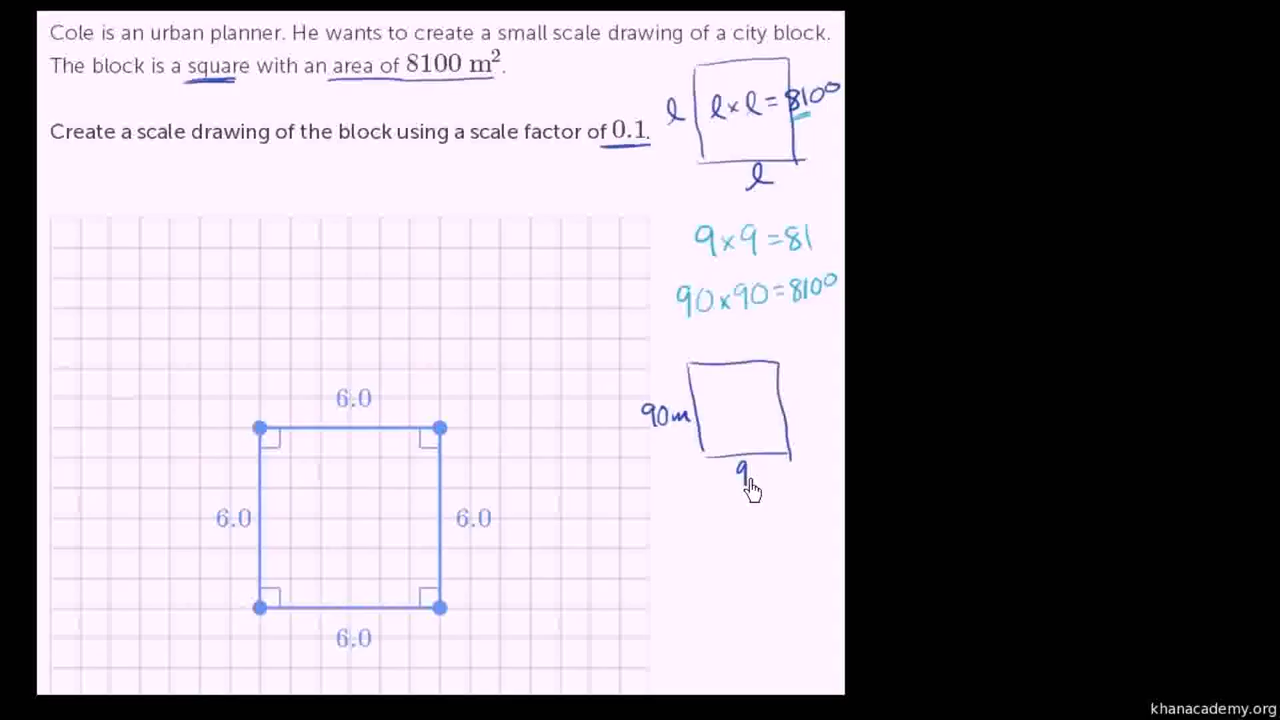 Cole is an urban planner. He wants to create a small scale drawing of a city block.
The block is a square with an area of 8100 m².
Create a scale drawing of the block using a scale factor of 0.1.
l
l × l = 8100
l
9 × 9 = 81
90 × 90 = 8100
90m
9
6.0
6.0
6.0
6.0
khanacademy.org